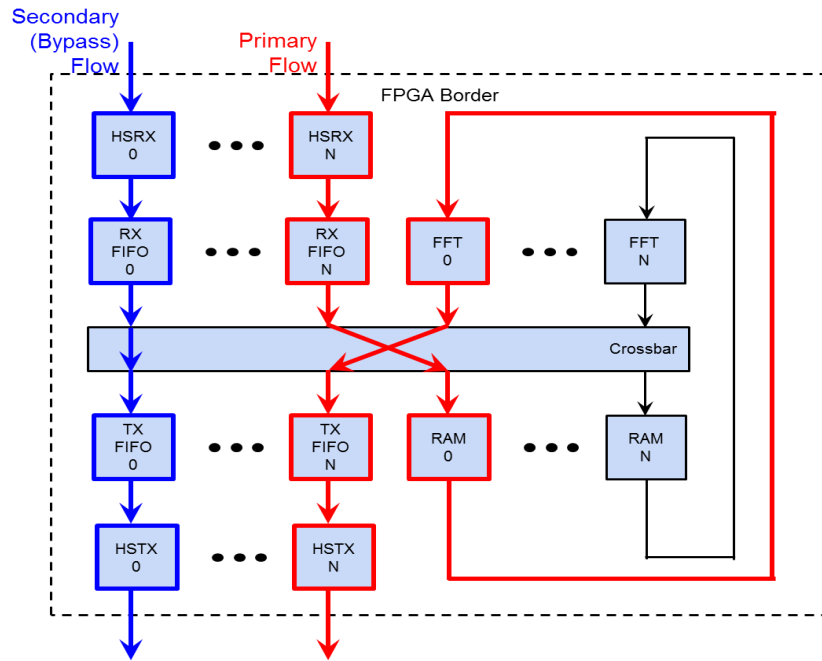 Secondary
(Bypass)
Flow
Primary
Flow
FPGA Border
HSRX
0
HSRX
N
RX
FIFO
0
RX
FIFO
N
FFT
0
FFT
N
Crossbar
TX
FIFO
0
TX
FIFO
N
RAM
0
RAM
N
HSTX
0
HSTX
N